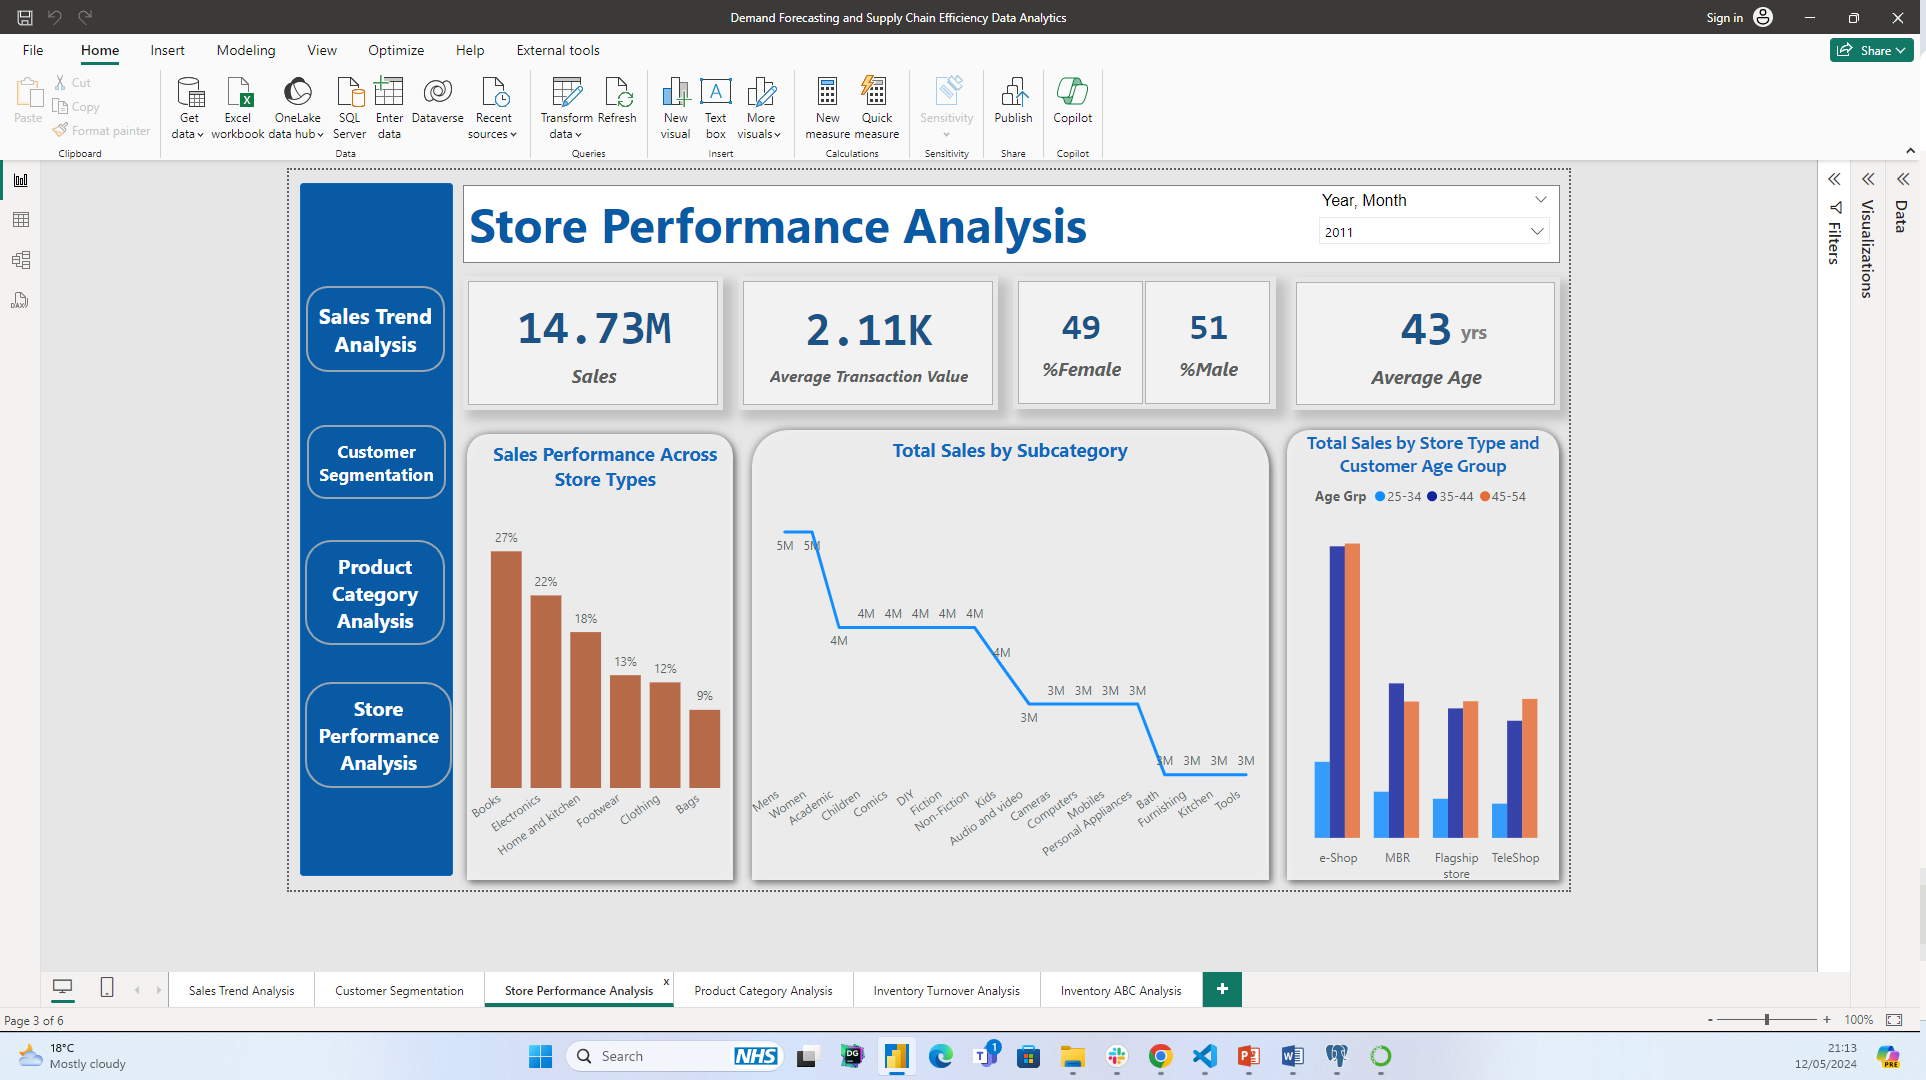 Demand Forecasting and Supply Chain Efficiency Data Analytics
Sign in
File Home Insert Modeling View Optimize Help External tools
Share
Paste
Cut
Copy
Format painter
Clipboard
Get data
Excel workbook
OneLake data hub
SQL Server
Enter data
Dataverse
Recent sources
Data
Transform data
Refresh
Queries
New visual
Text box
More visuals
Insert
New measure
Quick measure
Calculations
Sensitivity
Sensitivity
Publish
Share
Copilot
Copilot
DAX
Sales Trend
Analysis
Customer
Segmentation
Product
Category
Analysis
Store
Performance
Analysis
Store Performance Analysis
Year, Month
2011
14.73M
Sales
2.11K
Average Transaction Value
49
%Female
51
%Male
43 yrs
Average Age
Sales Performance Across
Store Types
27%
22%
18%
13%
12%
9%
Books
Electronics
Home and kitchen
Footwear
Clothing
Bags
Total Sales by Subcategory
5M 5M
4M
4M 4M 4M 4M 4M
4M
3M
3M 3M 3M 3M
3M 3M 3M 3M
Mens
Women
Academic
Children
Comics
DIY
Fiction
Non-Fiction
Kids
Audio and video
Cameras
Computers
Mobiles
Personal Appliances
Bath
Furnishing
Kitchen
Tools
Total Sales by Store Type and
Customer Age Group
Age Grp 25-34 35-44 45-54
e-Shop
MBR
Flagship
store
TeleShop
Filters
Visualizations
Data
Sales Trend Analysis
Customer Segmentation
Store Performance Analysis
x
Product Category Analysis
Inventory Turnover Analysis
Inventory ABC Analysis
+
Page 3 of 6
- + 100%
18°C
Mostly cloudy
Search
NHS
DG
1
PRE
21:13
12/05/2024